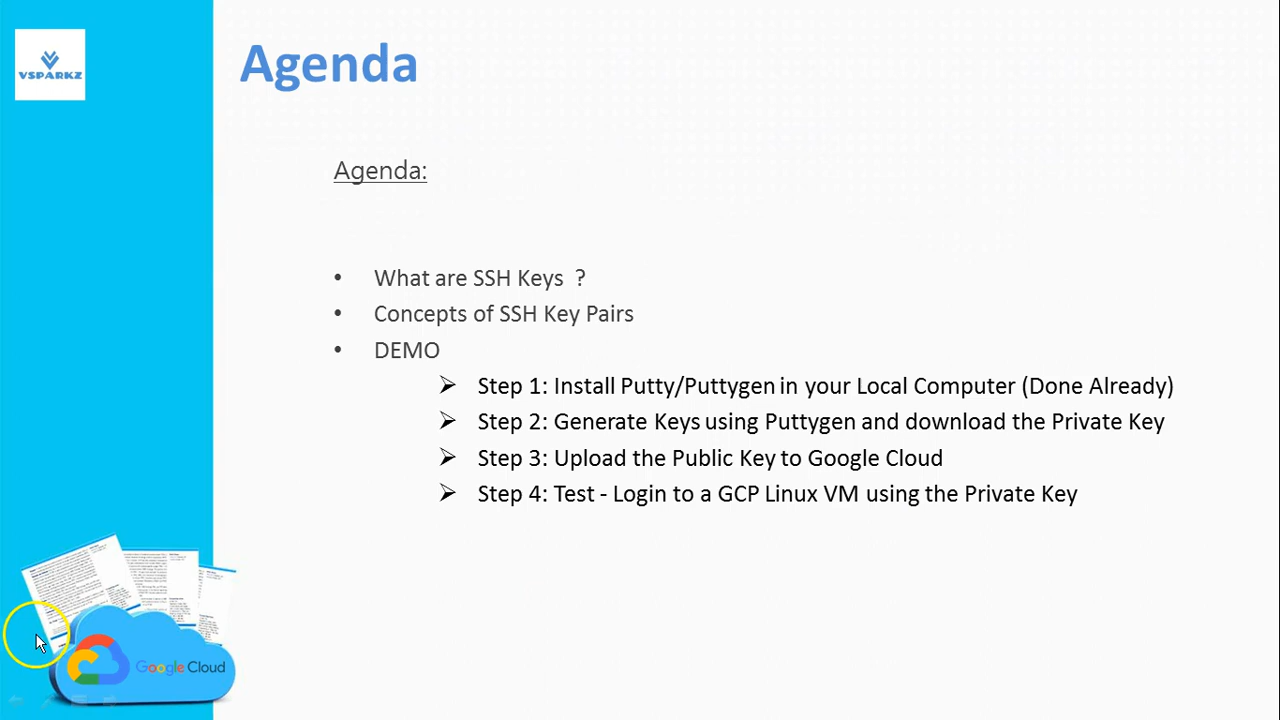 VSPARKZ
Agenda
Agenda:
• What are SSH Keys ?
• Concepts of SSH Key Pairs
• DEMO
➢ Step 1: Install Putty/Puttygen in your Local Computer (Done Already)
➢ Step 2: Generate Keys using Puttygen and download the Private Key
➢ Step 3: Upload the Public Key to Google Cloud
➢ Step 4: Test - Login to a GCP Linux VM using the Private Key
Google Cloud